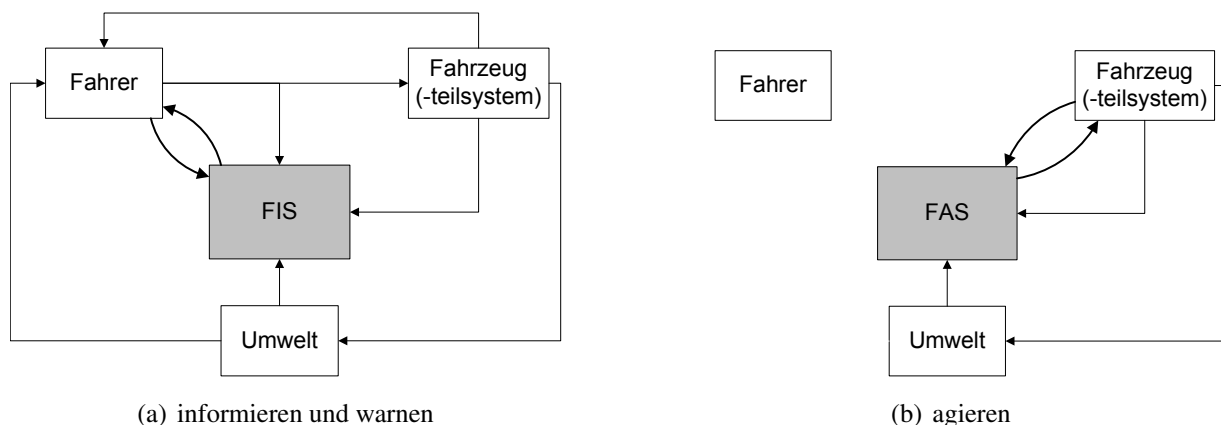 Fahrer
Fahrzeug
(-teilsystem)
FIS
Umwelt
(a) informieren und warnen
Fahrer
Fahrzeug
(-teilsystem)
FAS
Umwelt
(b) agieren